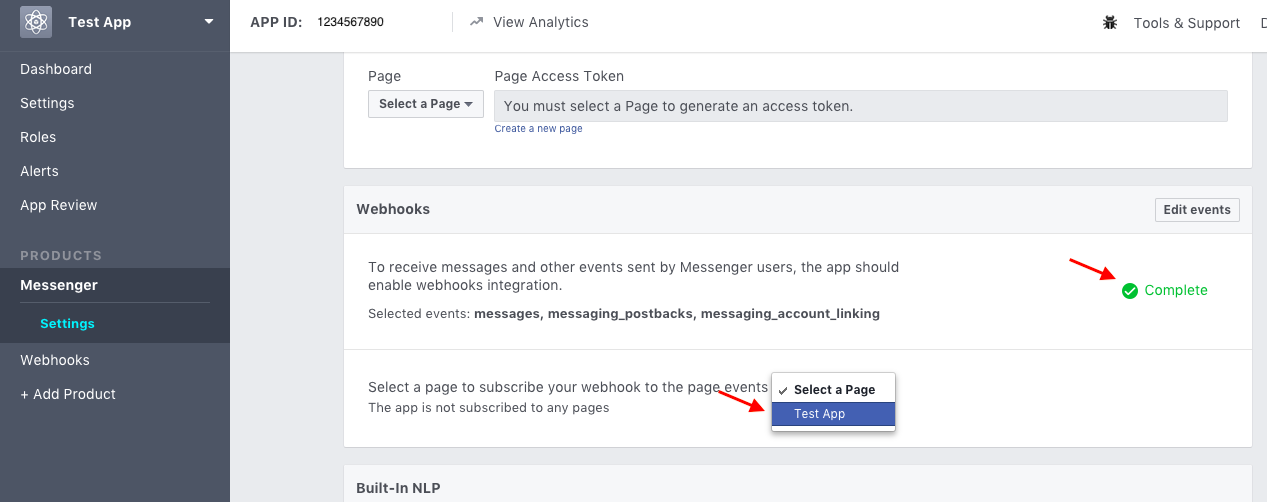 Test App
APP ID: 1234567890
View Analytics
Tools & Support
Dashboard
Settings
Roles
Alerts
App Review
PRODUCTS
Messenger
Settings
Webhooks
+ Add Product
Page
Page Access Token
Select a Page
You must select a Page to generate an access token.
Create a new page
Webhooks
Edit events
To receive messages and other events sent by Messenger users, the app should
enable webhooks integration.
Selected events: messages, messaging_postbacks, messaging_account_linking
Complete
Select a page to subscribe your webhook to the page events
The app is not subscribed to any pages
Select a Page
Test App
Built-In NLP